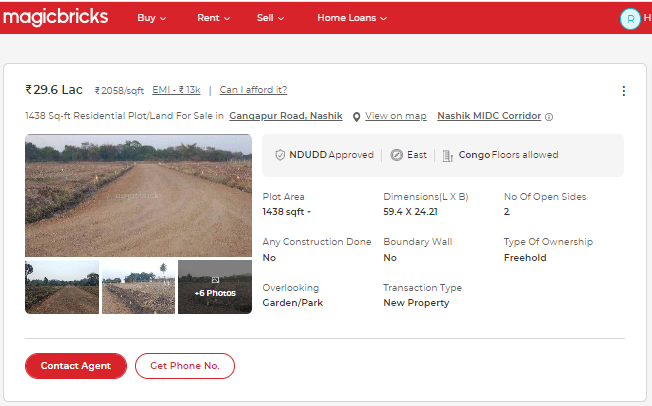 magicbricks Buy Rent Sell Home Loans R H
₹29.6 Lac ₹2058/sqft EMI - ₹ 13k | Can I afford it?
1438 Sq-ft Residential Plot/Land For Sale in Gangapur Road, Nashik View on map Nashik MIDC Corridor
magicbricks
NDUDD Approved East Congo Floors allowed
Plot Area Dimensions(L X B) No Of Open Sides
1438 sqft 59.4 X 24.21 2
Any Construction Done Boundary Wall Type Of Ownership
No No Freehold
+6 Photos
Overlooking Transaction Type
Garden/Park New Property
Contact Agent Get Phone No.